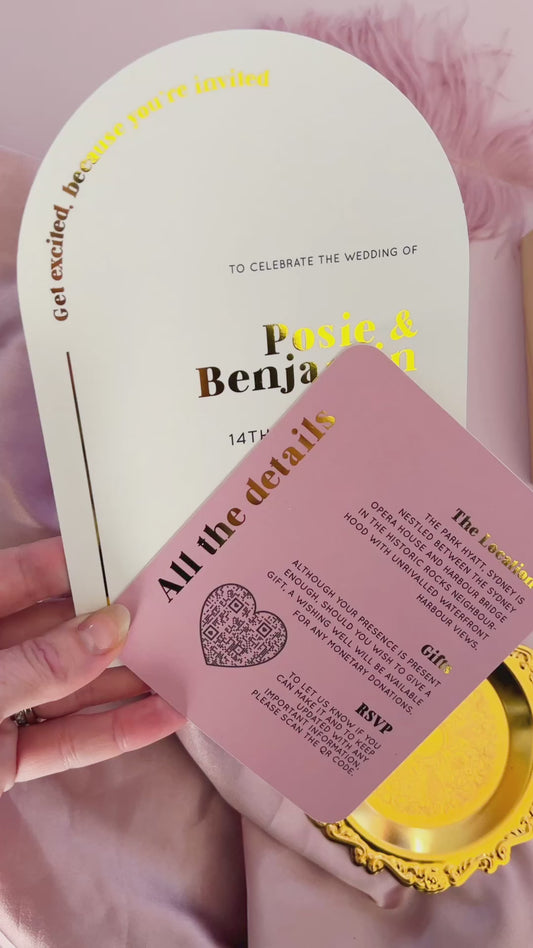 Get excited, because you're invited
TO CELEBRATE THE WEDDING OF
Posie &
14TH
All the details
The Location
THE PARK HYATT, SYDNEY IS
NESTLED BETWEEN THE SYDNEY
OPERA HOUSE AND HARBOUR BRIDGE
IN THE HISTORIC ROCKS NEIGHBOUR-
HOOD WITH UNRIVALLED WATERFRONT
HARBOUR VIEWS.
Gifts
ALTHOUGH YOUR PRESENCE IS PRESENT
ENOUGH, SHOULD YOU WISH TO GIVE A
GIFT, A WISHING WELL WILL BE AVAILABLE
FOR ANY MONETARY DONATIONS.
RSVP
TO LET US KNOW IF YOU
CAN MAKE IT AND TO KEEP
UPDATED WITH ANY
IMPORTANT INFORMATION,
PLEASE SCAN THE QR CODE.